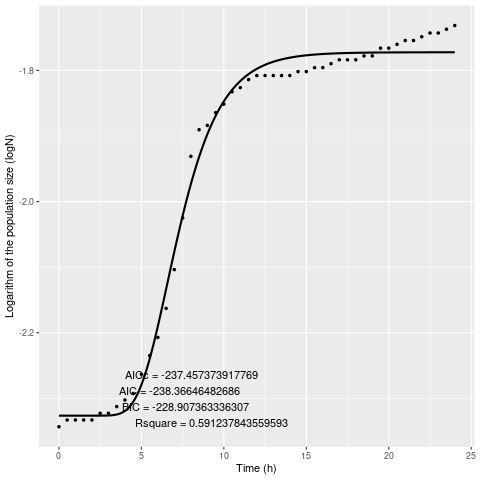 Logarithm of the population size (logN)
-1.8
-2.0
-2.2
AICc = -237.457373917769
AIC = -238.36646482686
BIC = -228.907363336307
Rsquare = 0.591237843559593
0 5 10 15 20 25
Time (h)